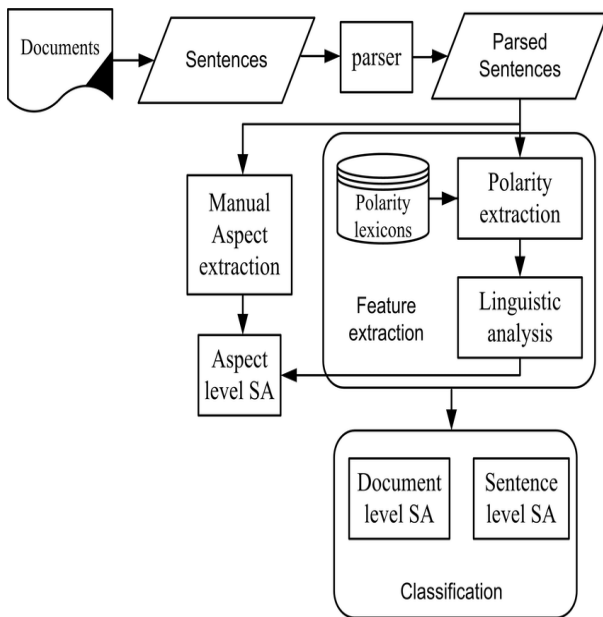 Documents
Sentences
parser
Parsed
Sentences
Manual
Aspect
extraction
Polarity
lexicons
Polarity
extraction
Feature
extraction
Linguistic
analysis
Aspect
level SA
Document
level SA
Sentence
level SA
Classification